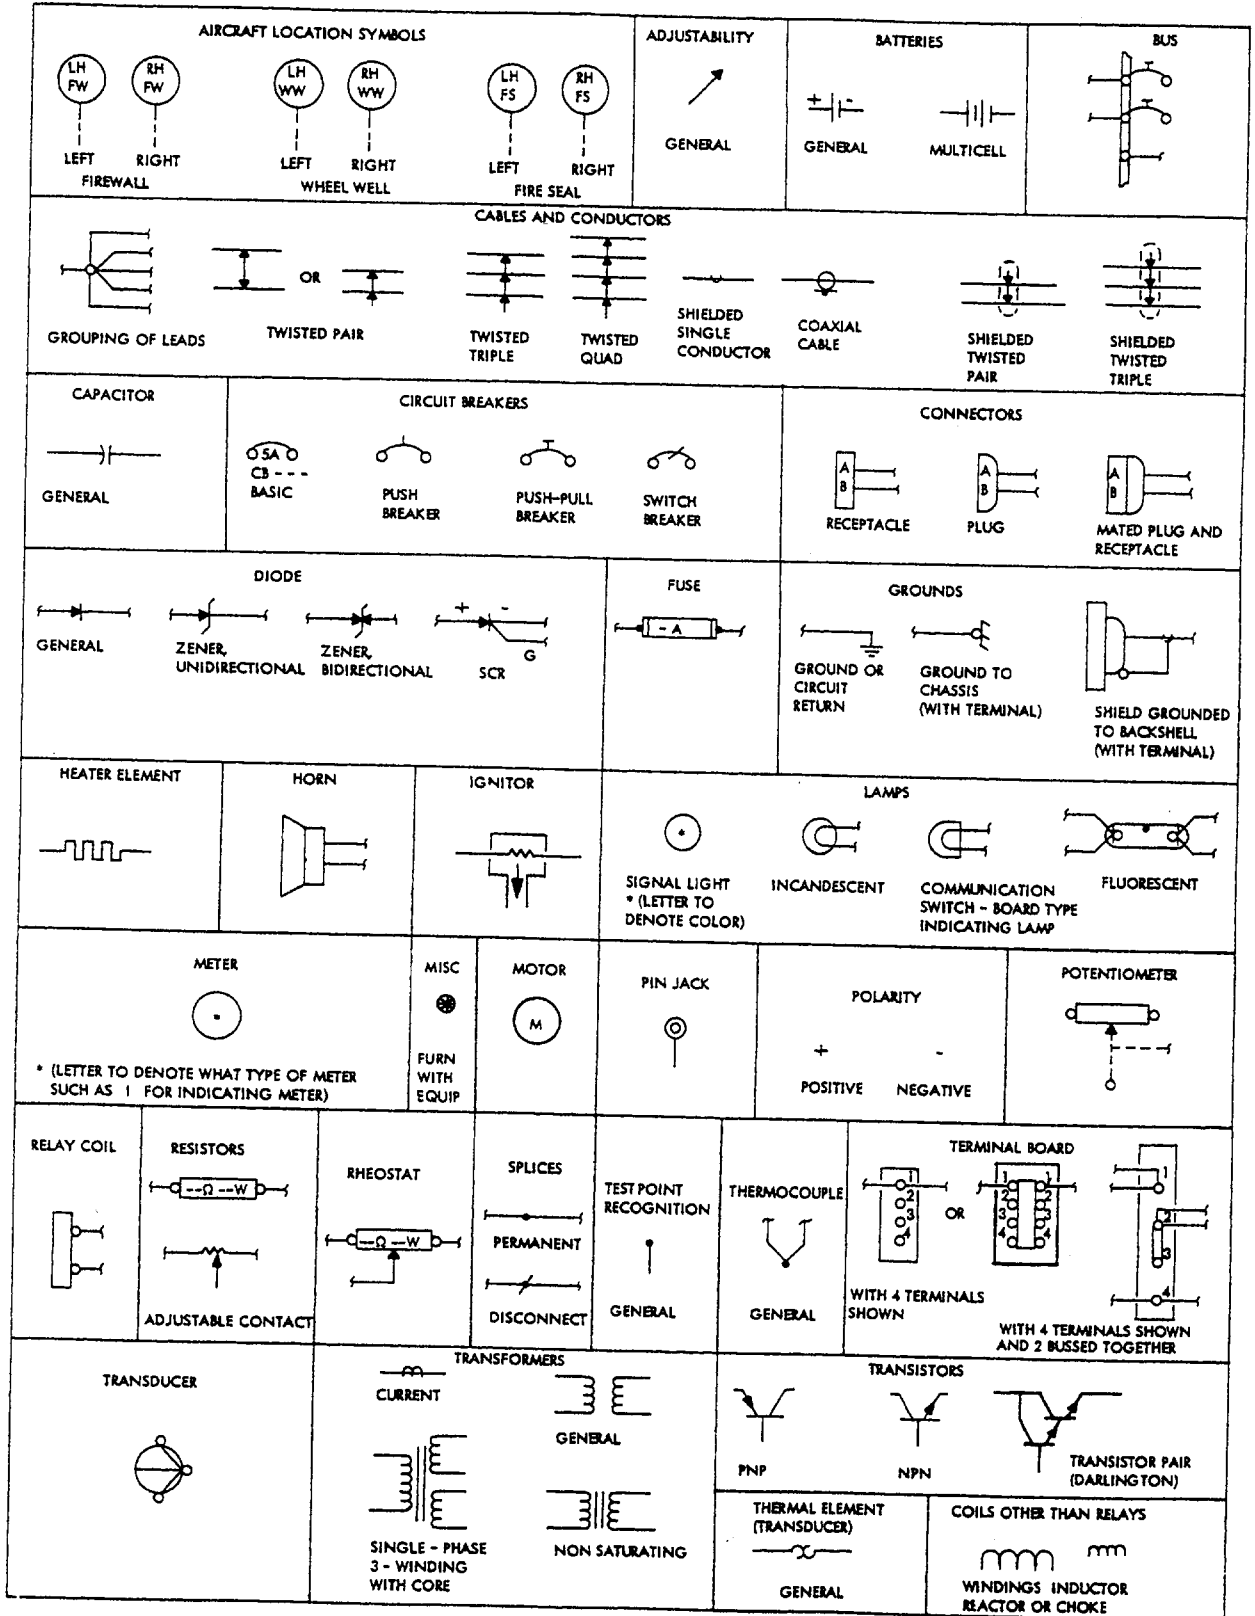 AIRCRAFT LOCATION SYMBOLS
LH FW
RH FW
LH WW
RH WW
LH FS
RH FS
LEFT
RIGHT
FIREWALL
LEFT
RIGHT
WHEEL WELL
LEFT
RIGHT
FIRE SEAL
ADJUSTABILITY
GENERAL
BATTERIES
+ -
GENERAL
MULTICELL
BUS
CABLES AND CONDUCTORS
GROUPING OF LEADS
OR
TWISTED PAIR
TWISTED
TRIPLE
TWISTED
QUAD
SHIELDED
SINGLE
CONDUCTOR
COAXIAL
CABLE
SHIELDED
TWISTED
PAIR
SHIELDED
TWISTED
TRIPLE
CAPACITOR
GENERAL
CIRCUIT BREAKERS
5A
CB ---
BASIC
PUSH
BREAKER
PUSH-PULL
BREAKER
SWITCH
BREAKER
CONNECTORS
A
B
RECEPTACLE
A
B
PLUG
A
B
MATED PLUG AND
RECEPTACLE
DIODE
GENERAL
ZENER,
UNIDIRECTIONAL
ZENER,
BIDIRECTIONAL
+ -
G
SCR
FUSE
- A
GROUNDS
GROUND OR
CIRCUIT
RETURN
GROUND TO
CHASSIS
(WITH TERMINAL)
SHIELD GROUNDED
TO BACKSHELL
(WITH TERMINAL)
HEATER ELEMENT
HORN
IGNITOR
LAMPS
*
SIGNAL LIGHT
* (LETTER TO
DENOTE COLOR)
INCANDESCENT
COMMUNICATION
SWITCH - BOARD TYPE
INDICATING LAMP
FLUORESCENT
METER
*
* (LETTER TO DENOTE WHAT TYPE OF METER
SUCH AS I FOR INDICATING METER)
MISC
FURN
WITH
EQUIP
MOTOR
M
PIN JACK
POLARITY
+ -
POSITIVE
NEGATIVE
POTENTIOMETER
RELAY COIL
RESISTORS
--Ω --W
ADJUSTABLE CONTACT
RHEOSTAT
--Ω --W
SPLICES
PERMANENT
DISCONNECT
TEST POINT
RECOGNITION
GENERAL
THERMOCOUPLE
GENERAL
TERMINAL BOARD
1
2
3
4
OR
1 1
2 2
3 3
4 4
1
2
3
4
WITH 4 TERMINALS
SHOWN
WITH 4 TERMINALS SHOWN
AND 2 BUSSED TOGETHER
TRANSDUCER
TRANSFORMERS
CURRENT
GENERAL
SINGLE - PHASE
3 - WINDING
WITH CORE
NON SATURATING
TRANSISTORS
PNP
NPN
TRANSISTOR PAIR
(DARLINGTON)
THERMAL ELEMENT
(TRANSDUCER)
GENERAL
COILS OTHER THAN RELAYS
WINDINGS INDUCTOR
REACTOR OR CHOKE